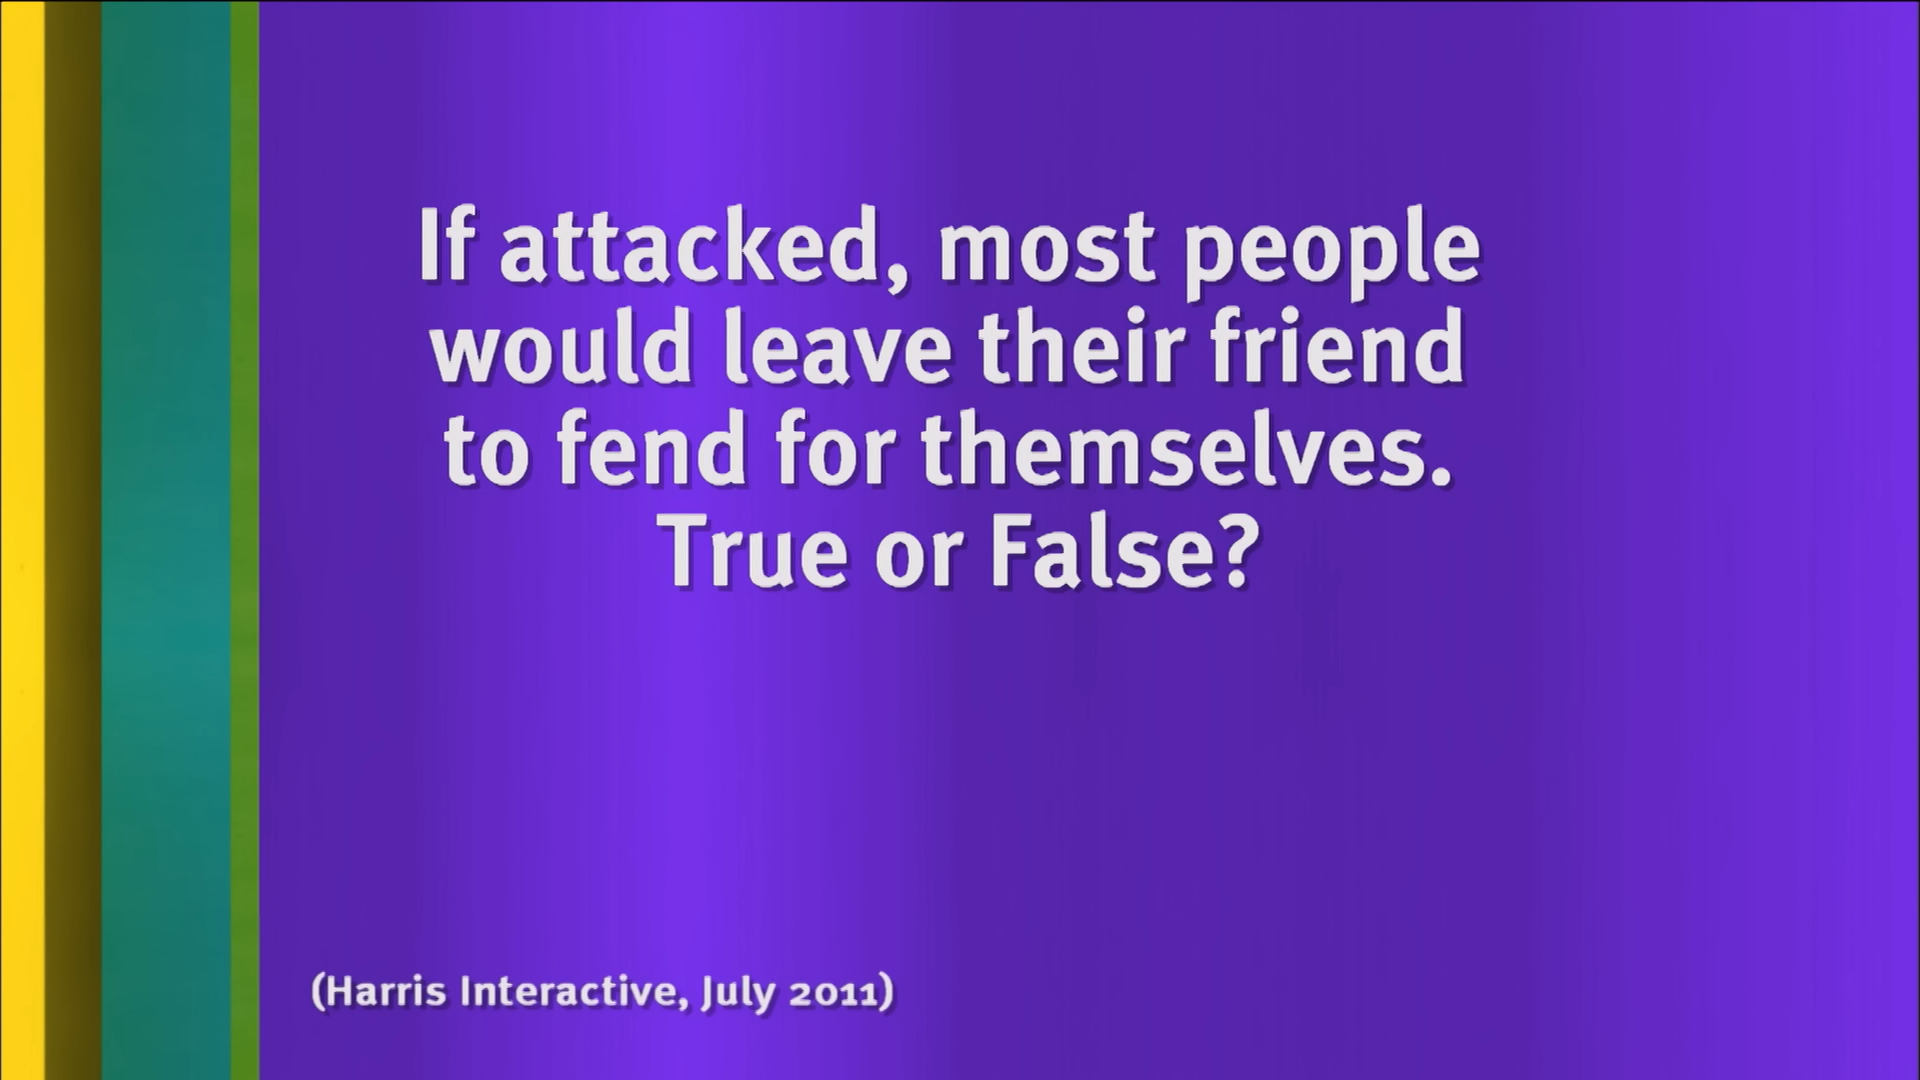 If attacked, most people
would leave their friend
to fend for themselves.
True or False?
(Harris Interactive, July 2011)